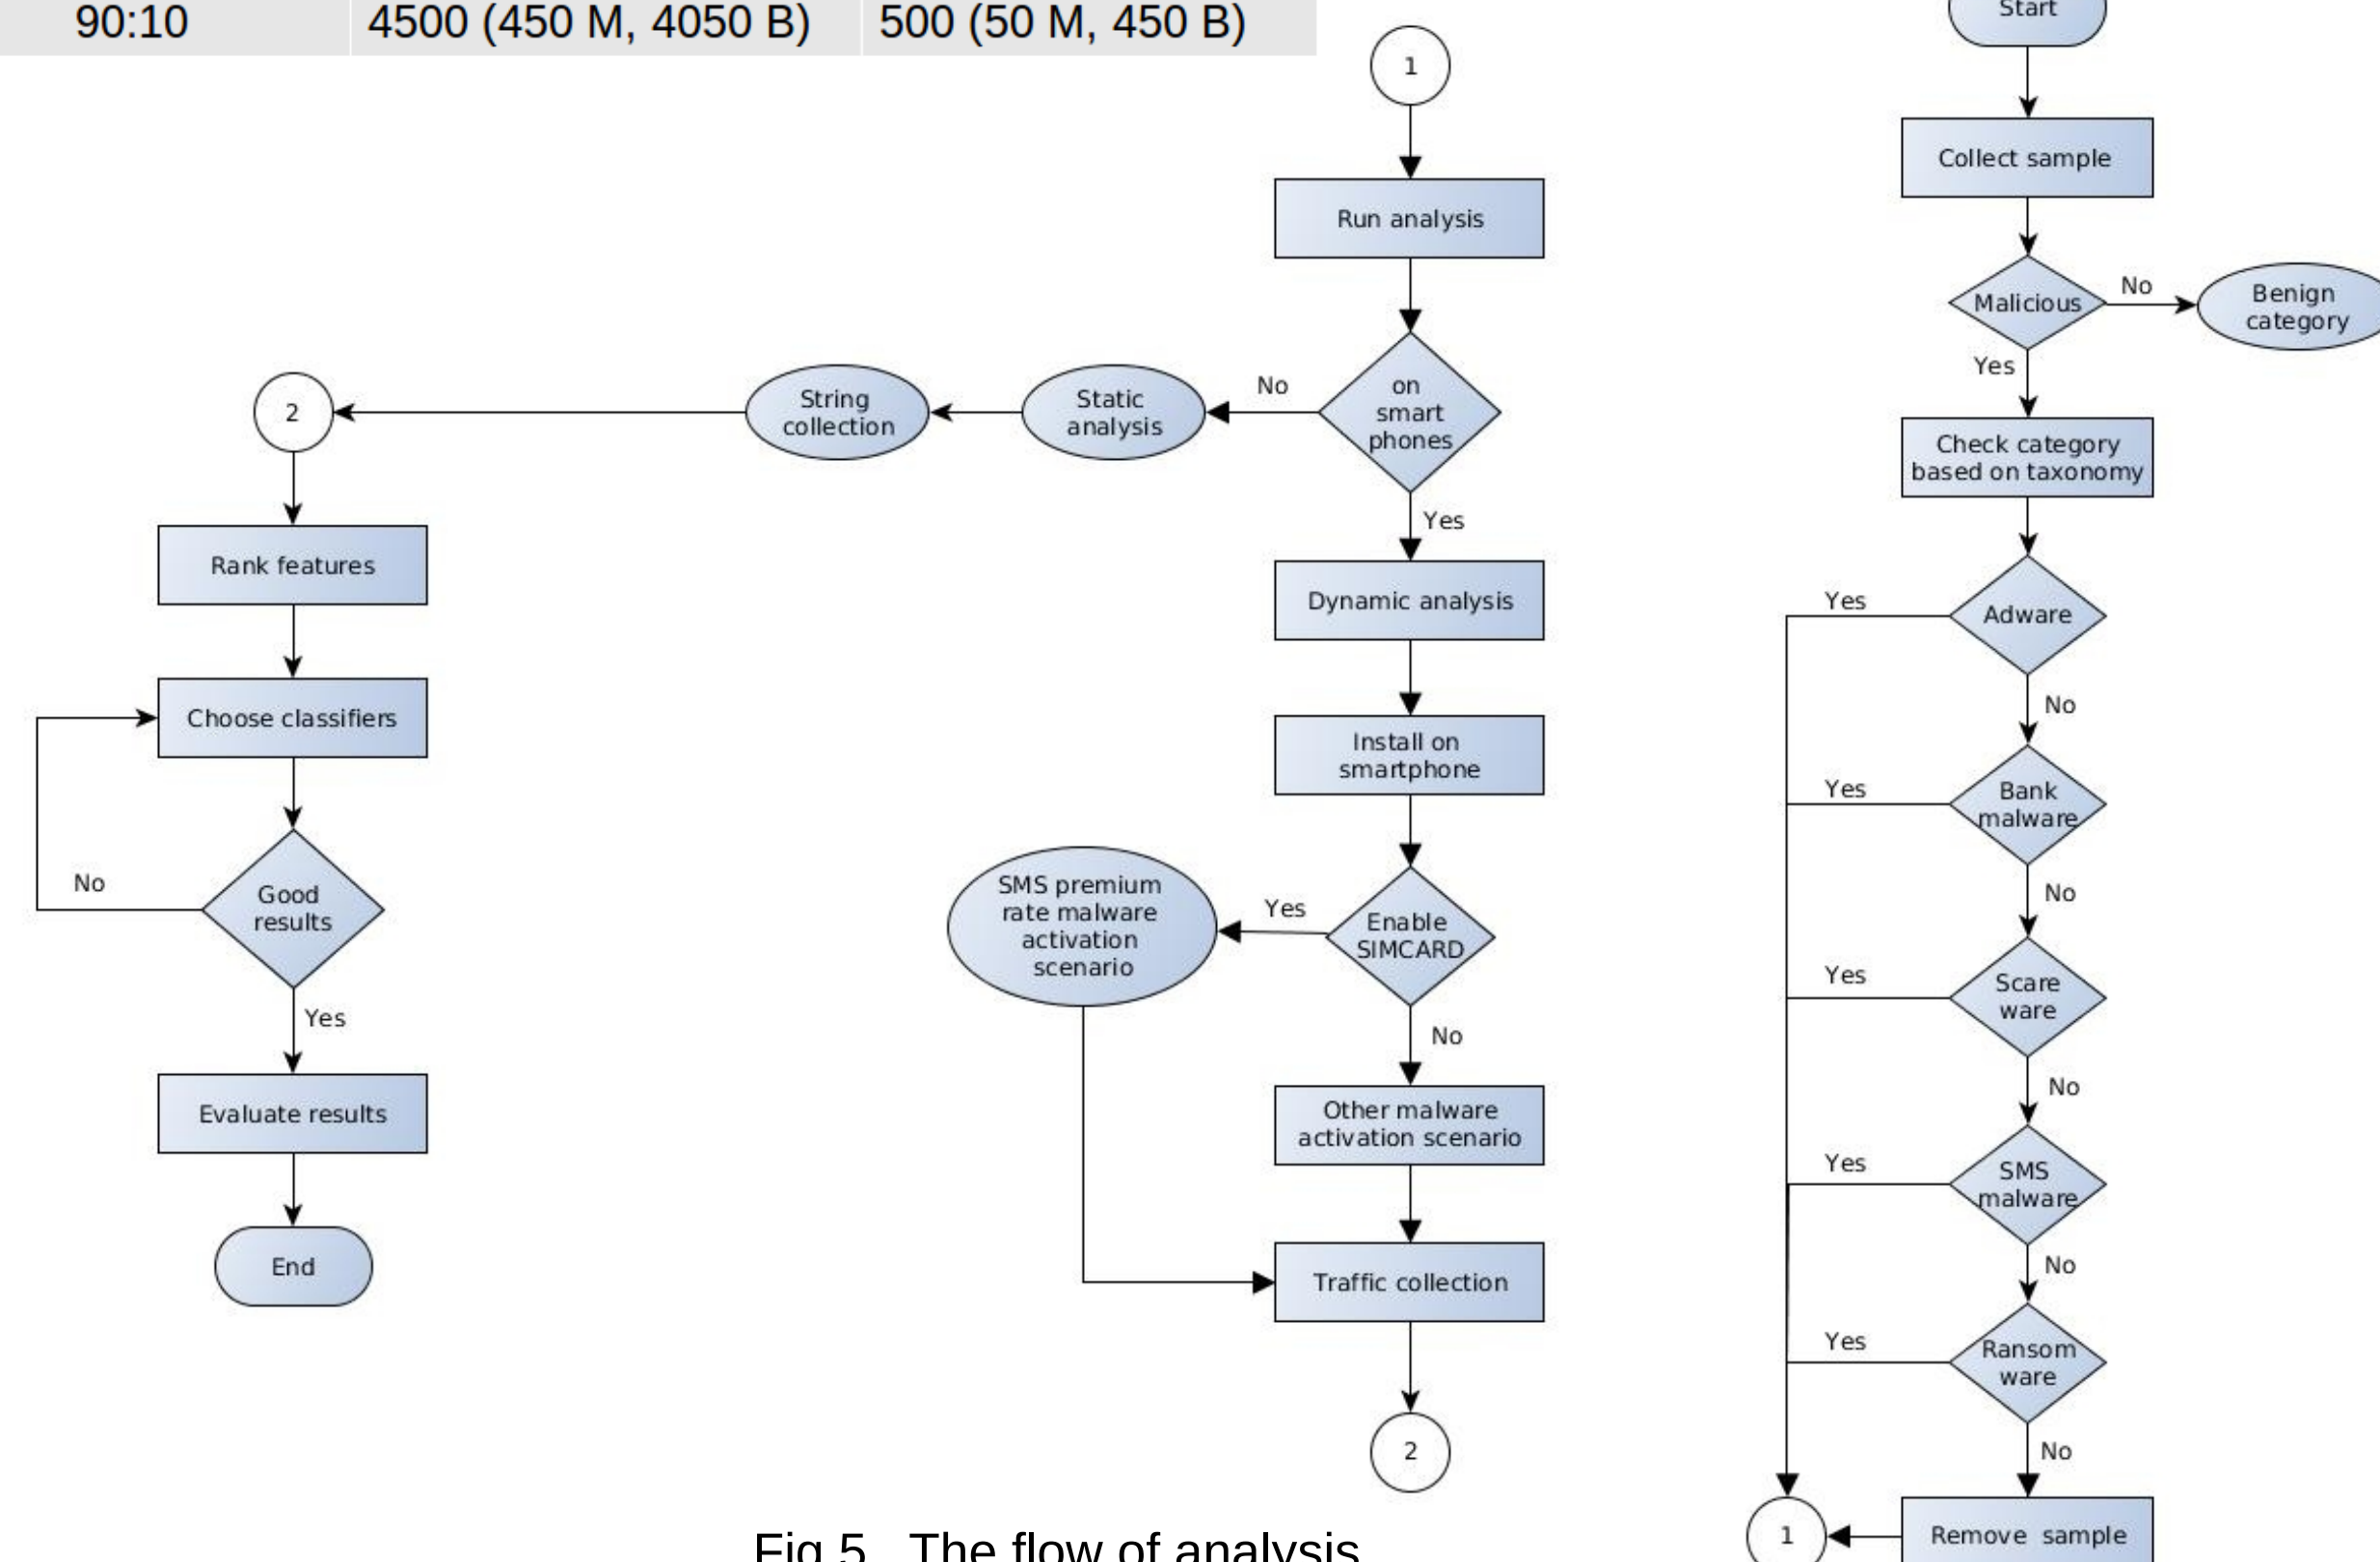 90:10 4500 (450 M, 4050 B) 500 (50 M, 450 B)
2
Rank features
Choose classifiers
No
Good
results
Yes
Evaluate results
End
String
collection
Static
analysis
No
1
Run analysis
on
smart
phones
Yes
Dynamic analysis
Install on
smartphone
Enable
SIMCARD
Yes
SMS premium
rate malware
activation
scenario
No
Other malware
activation scenario
Traffic collection
2
Start
Collect sample
Malicious
No
Benign
category
Yes
Check category
based on taxonomy
Adware
Yes
No
Bank
malware
Yes
No
Scare
ware
Yes
No
SMS
malware
Yes
No
Ransom
ware
Yes
No
Remove sample
1
Fig 5. The flow of analysis